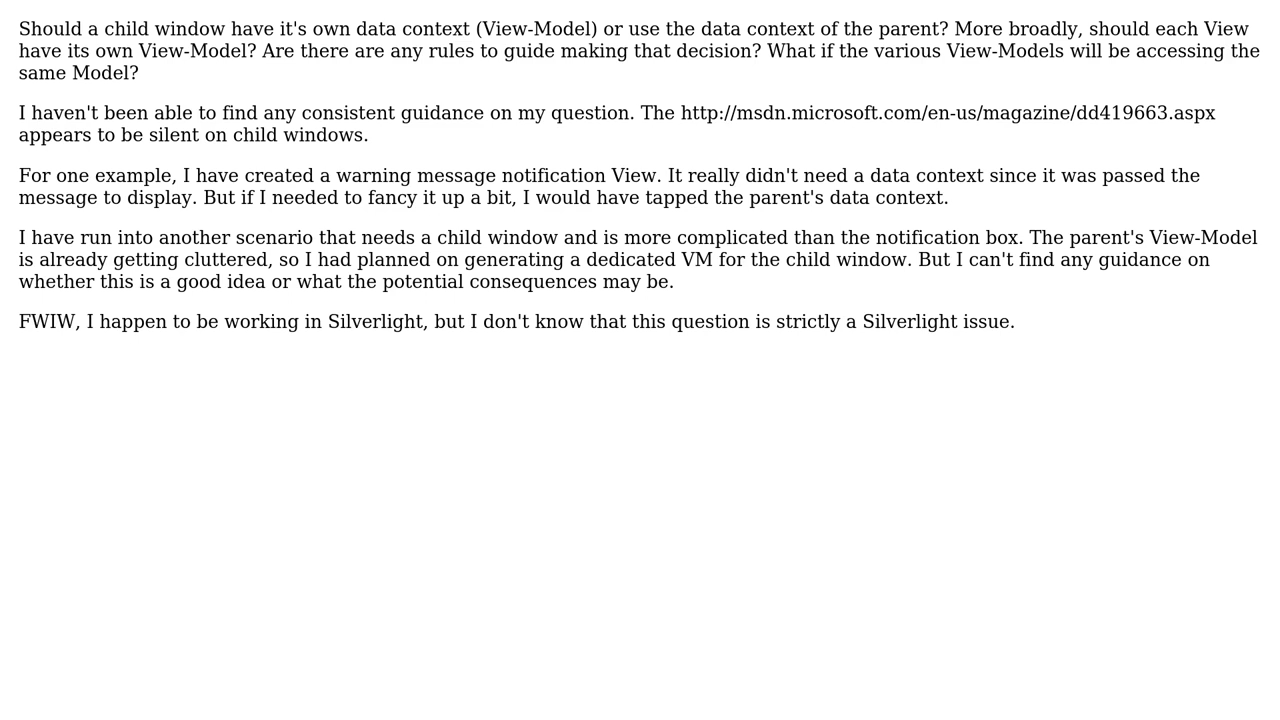 Should a child window have it's own data context (View-Model) or use the data context of the parent? More broadly, should each View
have its own View-Model? Are there are any rules to guide making that decision? What if the various View-Models will be accessing the
same Model?
I haven't been able to find any consistent guidance on my question. The http://msdn.microsoft.com/en-us/magazine/dd419663.aspx
appears to be silent on child windows.
For one example, I have created a warning message notification View. It really didn't need a data context since it was passed the
message to display. But if I needed to fancy it up a bit, I would have tapped the parent's data context.
I have run into another scenario that needs a child window and is more complicated than the notification box. The parent's View-Model
is already getting cluttered, so I had planned on generating a dedicated VM for the child window. But I can't find any guidance on
whether this is a good idea or what the potential consequences may be.
FWIW, I happen to be working in Silverlight, but I don't know that this question is strictly a Silverlight issue.